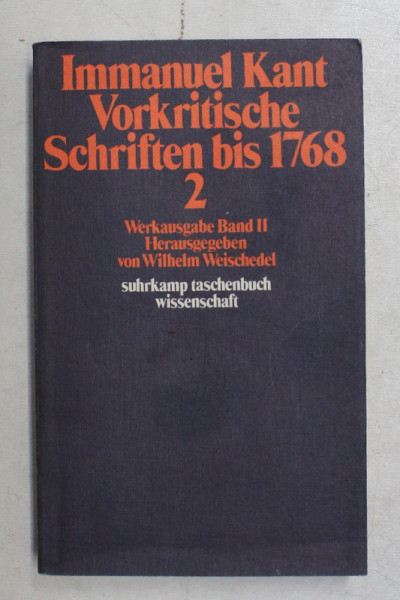 Immanuel Kant
Vorkritische
Schriften bis 1768
2
Werkausgabe Band II
Herausgegeben
von Wilhelm Weischedel
suhrkamp taschenbuch
wissenschaft